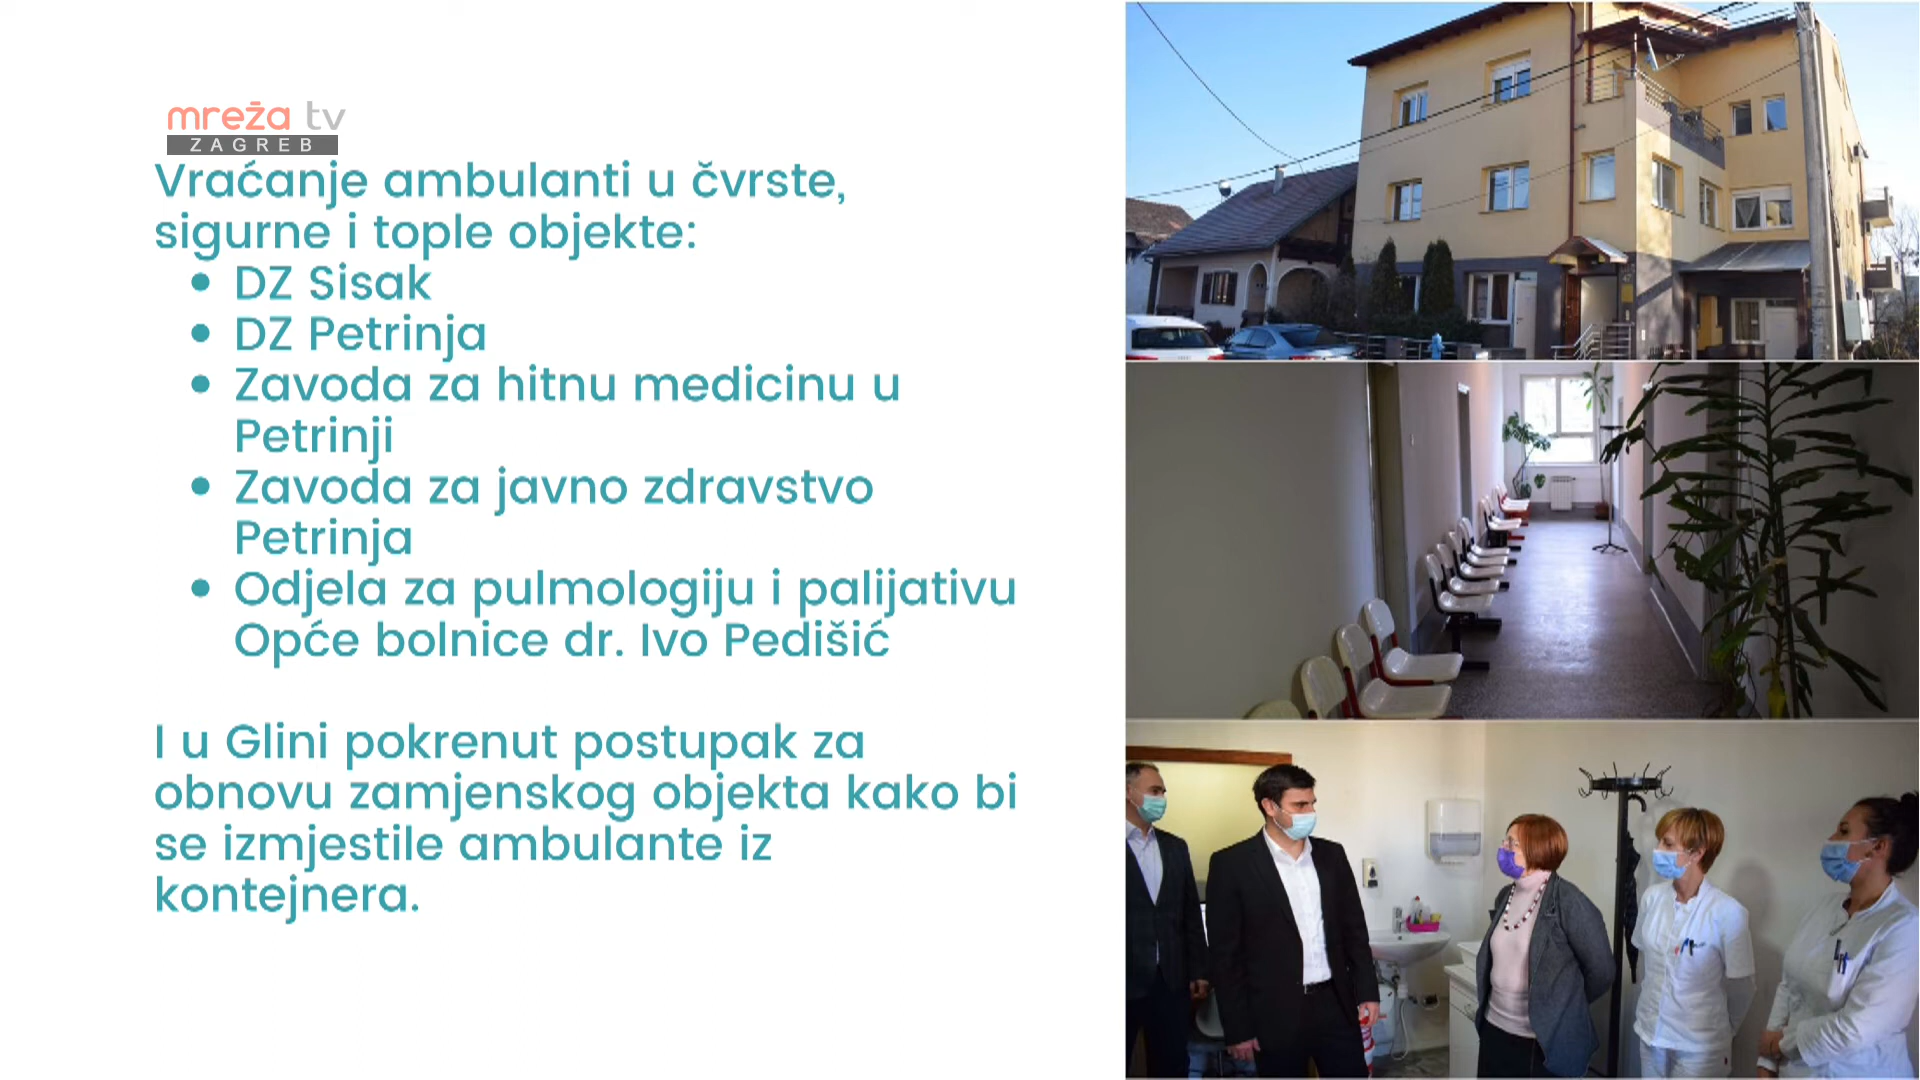 mreža tv
ZAGREB
Vraćanje ambulanti u čvrste,
sigurne i tople objekte:
• DZ Sisak
• DZ Petrinja
• Zavoda za hitnu medicinu u
Petrinji
• Zavoda za javno zdravstvo
Petrinja
• Odjela za pulmologiju i palijativu
Opće bolnice dr. Ivo Pedišić
I u Glini pokrenut postupak za
obnovu zamjenskog objekta kako bi
se izmjestile ambulante iz
kontejnera.